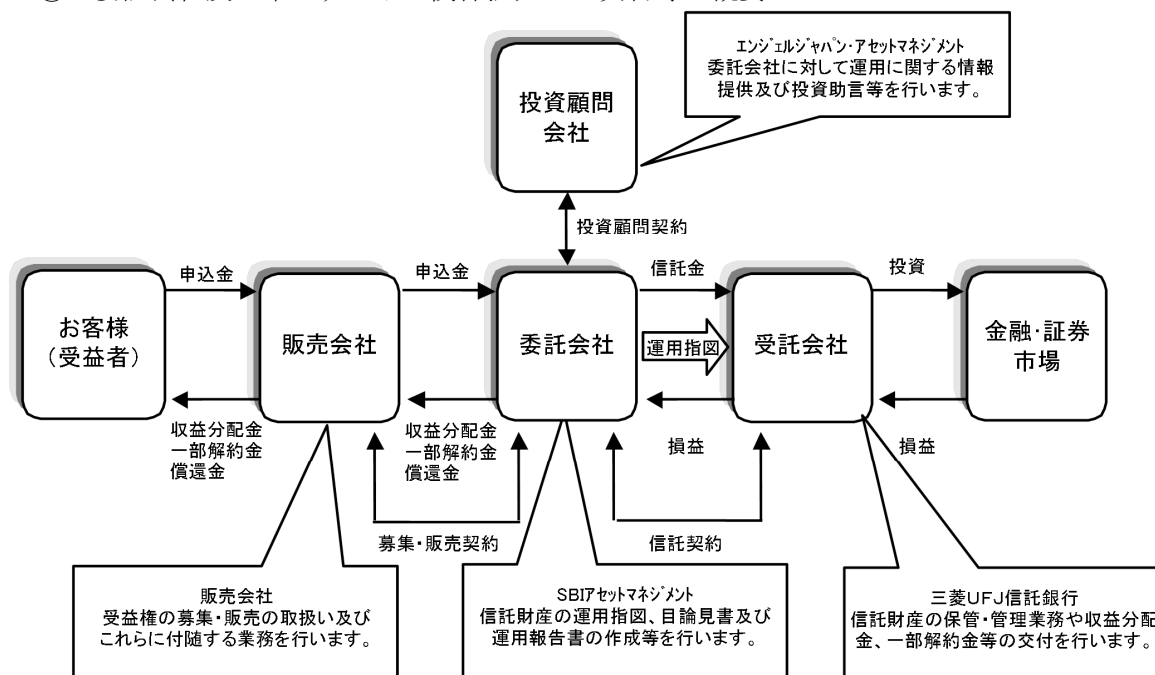 エンジェルジャパン・アセットマネジメント
委託会社に対して運用に関する情報
提供及び投資助言等を行います。
投資顧問
会社
投資顧問契約
申込金
申込金
信託金
投資
お客様
（受益者）
販売会社
委託会社
運用指図
受託会社
金融・証券
市場
収益分配金
一部解約金
償還金
収益分配金
一部解約金
償還金
損益
損益
募集・販売契約
信託契約
販売会社
受益権の募集・販売の取扱い及び
これらに付随する業務を行います。
SBIアセットマネジメント
信託財産の運用指図、目論見書及び
運用報告書の作成等を行います。
三菱UFJ信託銀行
信託財産の保管・管理業務や収益分配
金、一部解約金等の交付を行います。